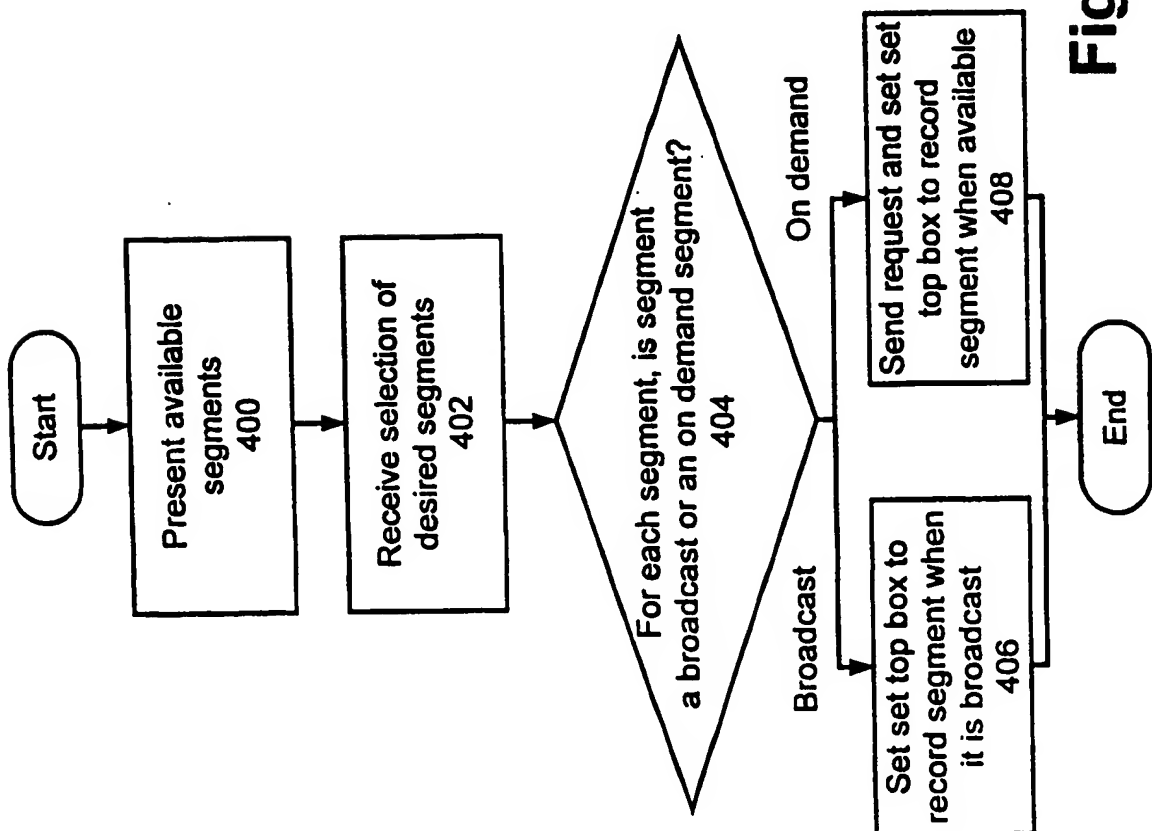 Start
Present available
segments
400
Receive selection of
desired segments
402
For each segment, is segment
a broadcast or an on demand segment?
404
Broadcast
On demand
Set set top box to
record segment when
it is broadcast
406
Send request and set set
top box to record
segment when available
408
End
Fig